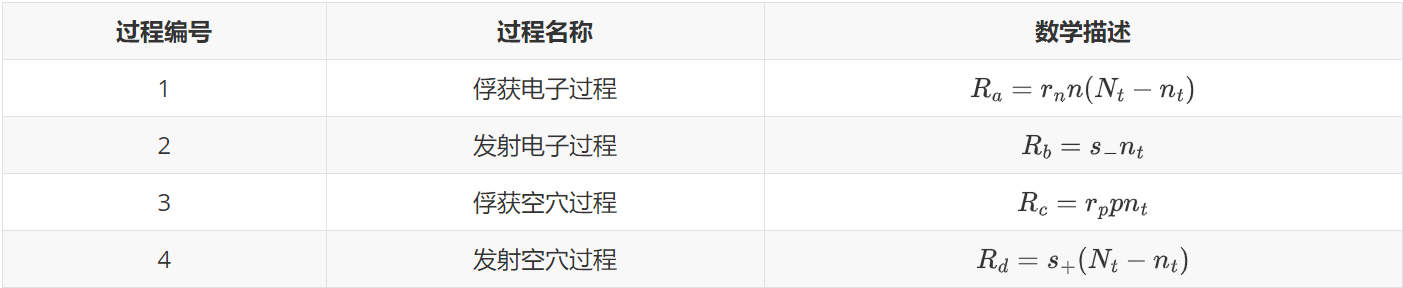 过程编号 过程名称 数学描述
1 俘获电子过程 R_a = r_n n(N_t − n_t)
2 发射电子过程 R_b = s_− n_t
3 俘获空穴过程 R_c = r_p p n_t
4 发射空穴过程 R_d = s_+(N_t − n_t)